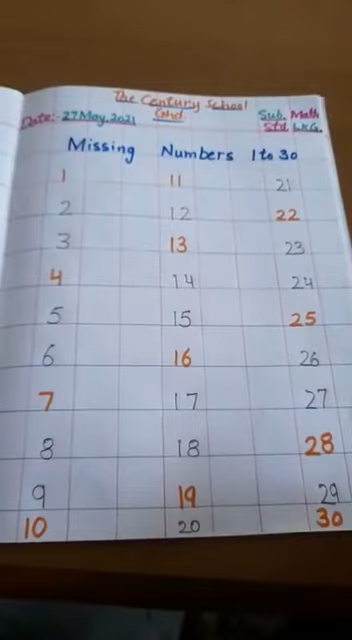 The Century School
Ghd
Date:- 27 May, 2021 Sub. Math
Std. L.K.G.
Missing Numbers 1 to 30
1 11 21
2 12 22
3 13 23
4 14 24
5 15 25
6 16 26
7 17 27
8 18 28
9 19 29
10 20 30